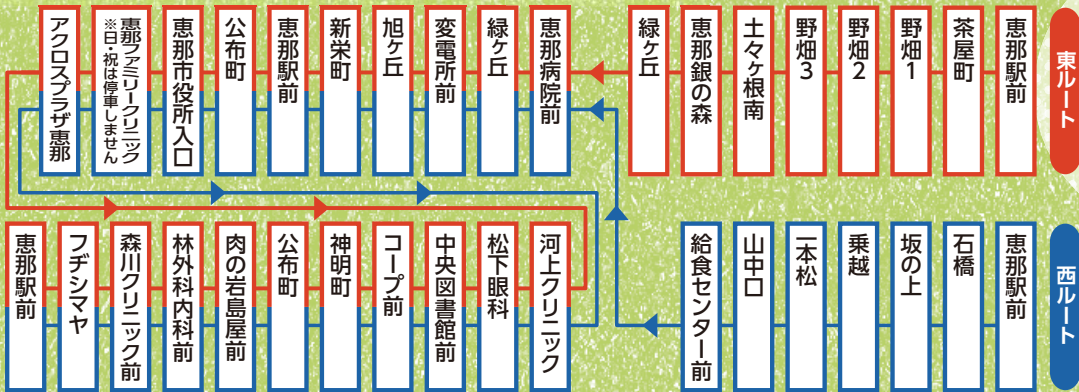 東ルート
恵那駅前
茶屋町
野畑1
野畑2
野畑3
土々ヶ根南
恵那銀の森
緑ヶ丘
恵那病院前
緑ヶ丘
変電所前
旭ヶ丘
新栄町
恵那駅前
公布町
恵那市役所入口
恵那ファミリークリニック
※日・祝は停車しません
アクロスプラザ恵那
西ルート
恵那駅前
石橋
坂の上
乗越
一本松
山中口
給食センター前
河上クリニック
松下眼科
中央図書館前
コープ前
神明町
公布町
肉の岩島屋前
林外科内科前
森川クリニック前
フヂシマヤ
恵那駅前